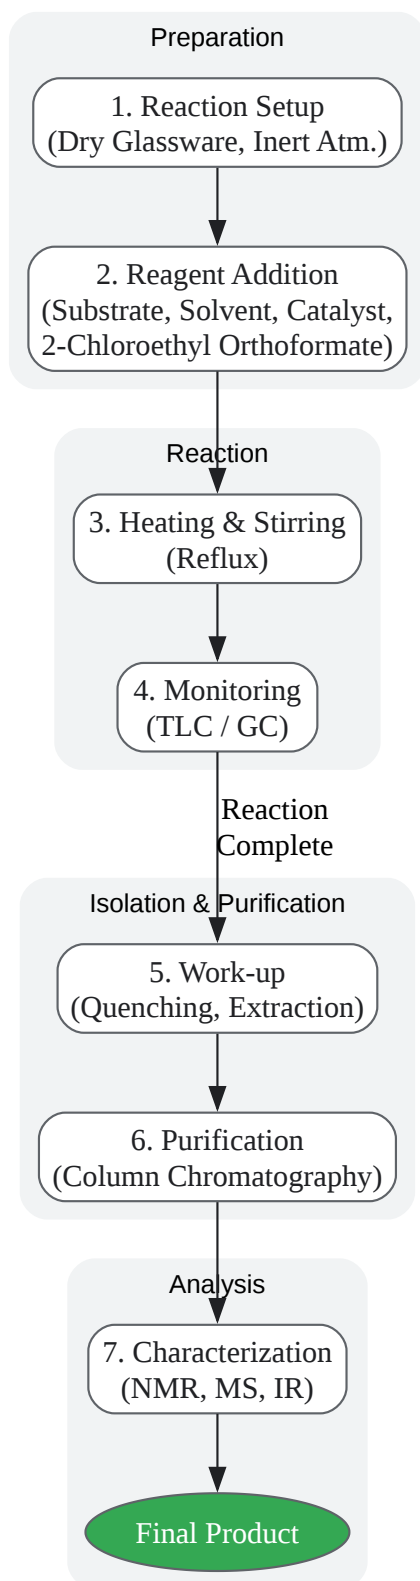 Preparation
1. Reaction Setup
(Dry Glassware, Inert Atm.)
2. Reagent Addition
(Substrate, Solvent, Catalyst,
2-Chloroethyl Orthoformate)
Reaction
3. Heating & Stirring
(Reflux)
4. Monitoring
(TLC / GC)
Reaction
Complete
Isolation & Purification
5. Work-up
(Quenching, Extraction)
6. Purification
(Column Chromatography)
Analysis
7. Characterization
(NMR, MS, IR)
Final Product